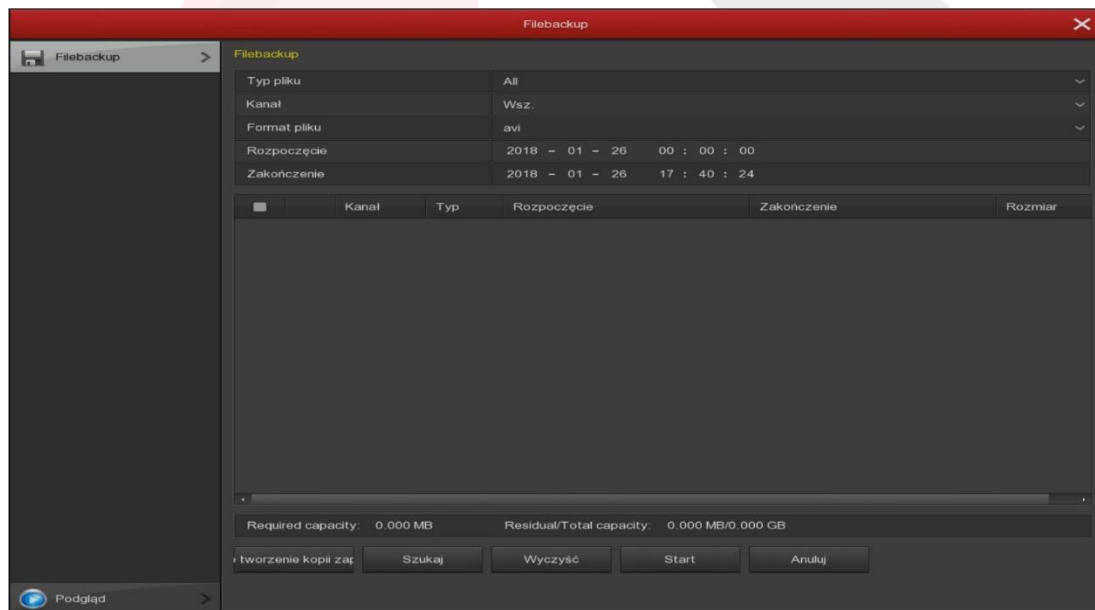 Filebackup
Filebackup
Filebackup
Typ pliku All
Kanał Wsz.
Format pliku avi
Rozpoczęcie 2018 - 01 - 26 00 : 00 : 00
Zakończenie 2018 - 01 - 26 17 : 40 : 24
Kanał Typ Rozpoczęcie Zakończenie Rozmiar
Required capacity: 0.000 MB Residual/Total capacity: 0.000 MB/0.000 GB
tworzenie kopii zap Szukaj Wyczyść Start Anuluj
Podgląd